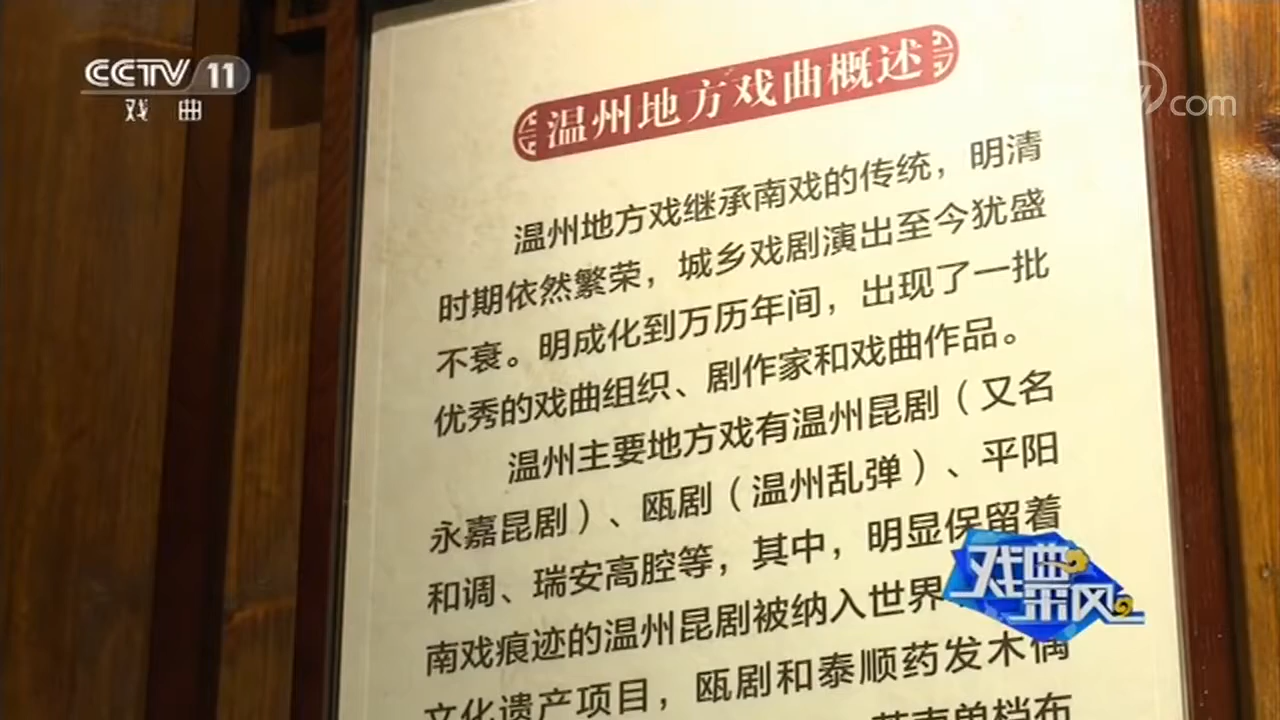 CCTV 11
戏曲
com
温州地方戏曲概述
温州地方戏继承南戏的传统，明清
时期依然繁荣，城乡戏剧演出至今犹盛
不衰。明成化到万历年间，出现了一批
优秀的戏曲组织、剧作家和戏曲作品。
温州主要地方戏有温州昆剧（又名
永嘉昆剧）、瓯剧（温州乱弹）、平阳
和调、瑞安高腔等，其中，明显保留着
南戏痕迹的温州昆剧被纳入世界
文化遗产项目，瓯剧和泰顺药发木偶
单档布
戏曲采风